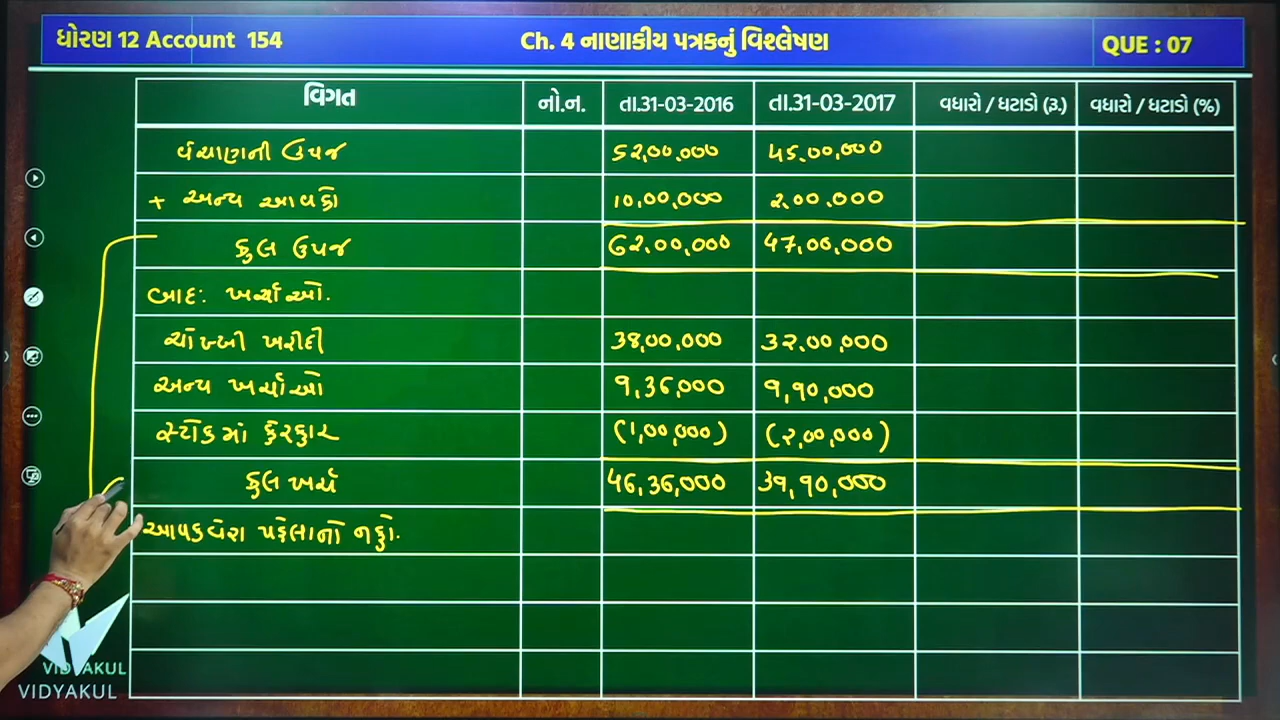 ધોરણ 12 Account 154 Ch. 4 નાણાકીય પત્રકનું વિશ્લેષણ QUE : 07
વિગત નો.ન. તા.31-03-2016 તા.31-03-2017 વધારો / ઘટાડો (રૂ.) વધારો / ઘટાડો (%)
વેચાણની ઉપજ 52,00,000 45,00,000
+ અન્ય આવકો 10,00,000 2,00,000
કુલ ઉપજ 62,00,000 47,00,000
બાદ: ખર્ચાઓ.
ચોખ્ખી ખરીદી 38,00,000 32,00,000
અન્ય ખર્ચાઓ 9,36,000 9,90,000
સ્ટોકમાં ફેરફાર (1,00,000) (2,00,000)
કુલ ખર્ચ 46,36,000 39,90,000
આવકવેરા પહેલાનો નફો.
VIDYAKUL
VIDYAKUL